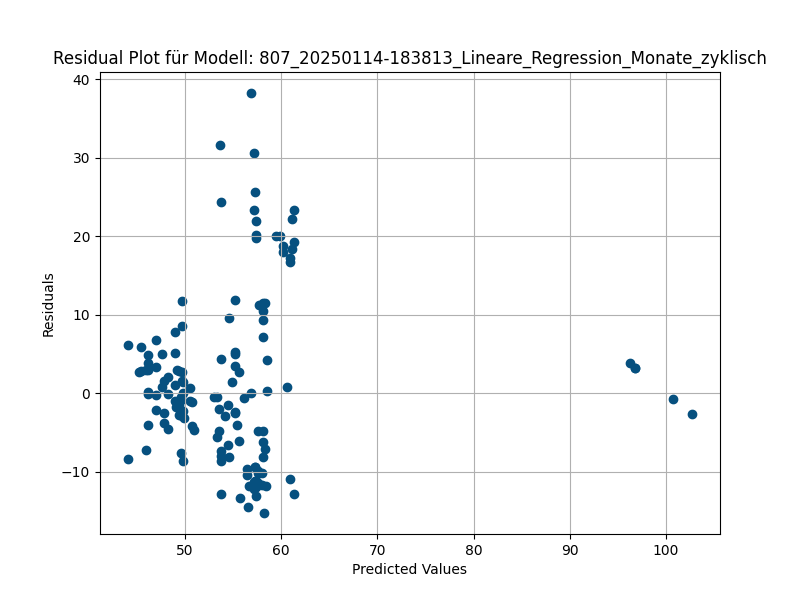 Residual Plot für Modell: 807_20250114-183813_Lineare_Regression_Monate_zyklisch
40
30
20
10
0
−10
Residuals
50 60 70 80 90 100
Predicted Values